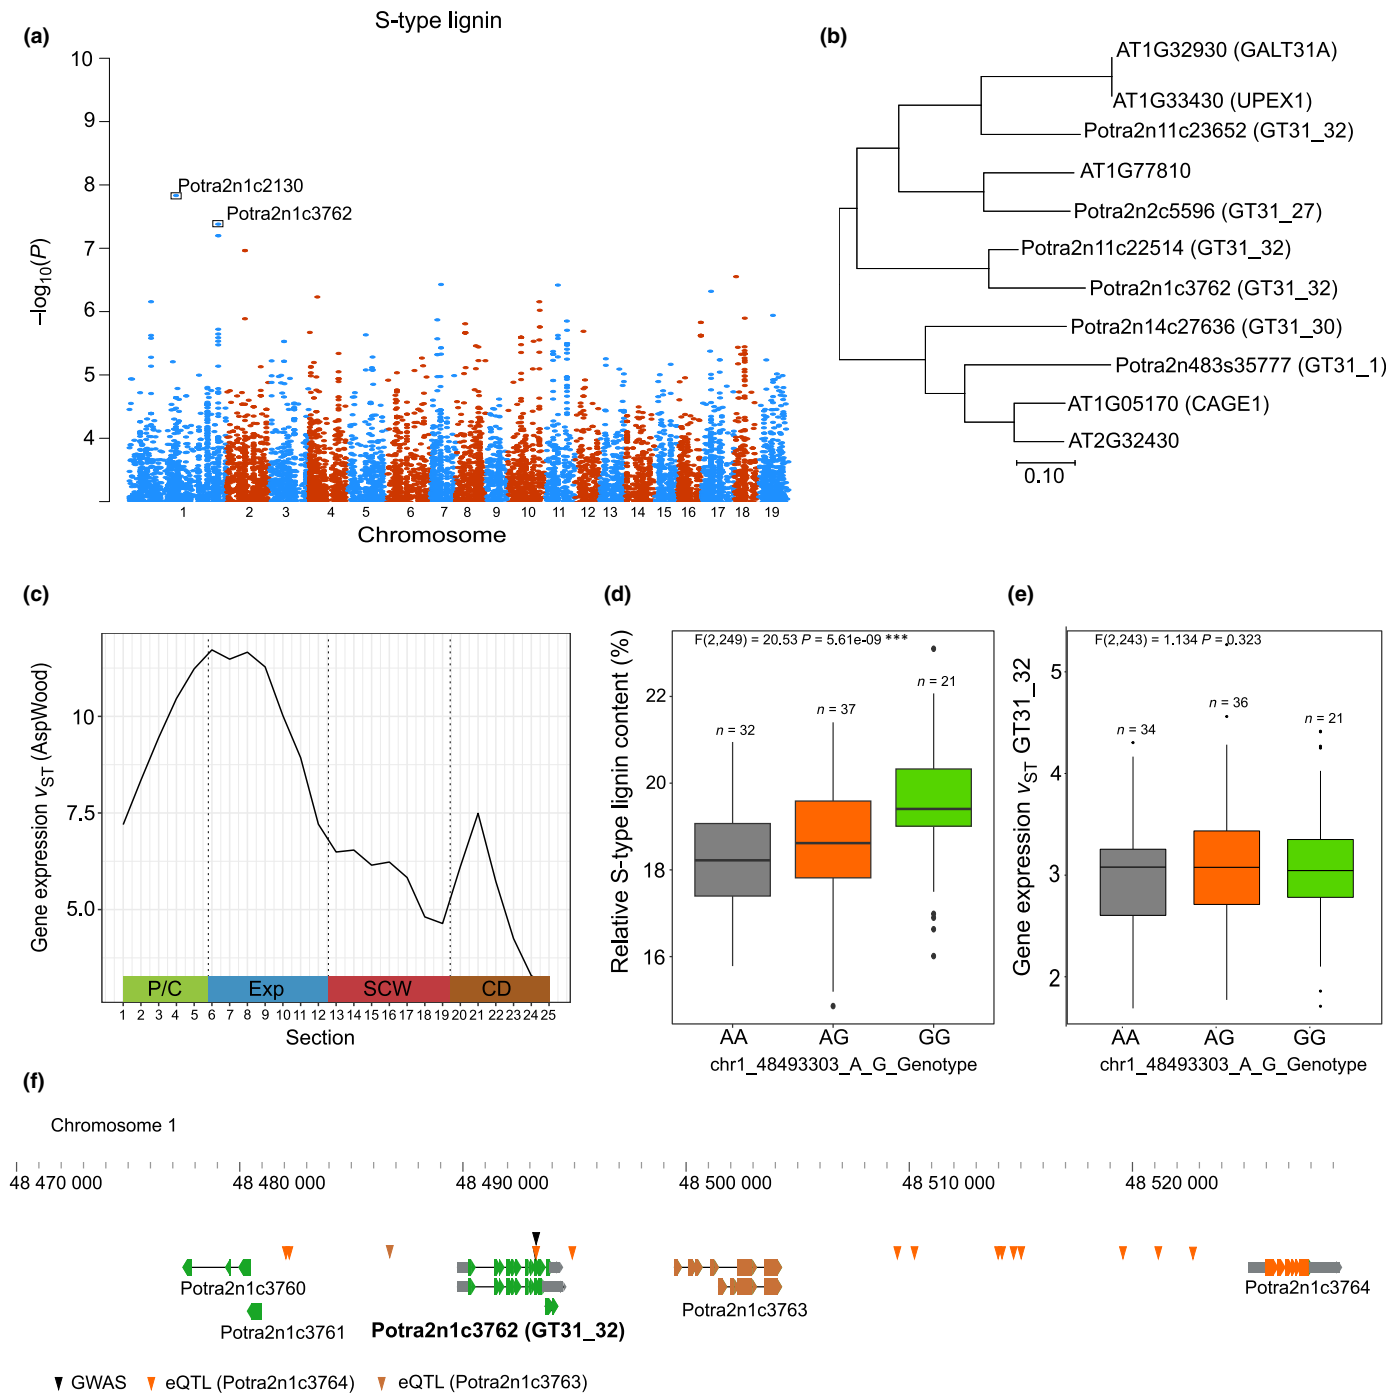 (a)
S-type lignin
10
9
8
7
6
5
4
–log10(P)
Potra2n1c2130
Potra2n1c3762
1 2 3 4 5 6 7 8 9 10 11 12 13 14 15 16 17 18 19
Chromosome
(b)
AT1G32930 (GALT31A)
AT1G33430 (UPEX1)
Potra2n11c23652 (GT31_32)
AT1G77810
Potra2n2c5596 (GT31_27)
Potra2n11c22514 (GT31_32)
Potra2n1c3762 (GT31_32)
Potra2n14c27636 (GT31_30)
Potra2n483s35777 (GT31_1)
AT1G05170 (CAGE1)
AT2G32430
0.10
(c)
Gene expression vST (AspWood)
10
7.5
5.0
P/C Exp SCW CD
1 2 3 4 5 6 7 8 9 10 11 12 13 14 15 16 17 18 19 20 21 22 23 24 25
Section
(d)
Relative S-type lignin content (%)
F(2,249) = 20.53 P = 5.61e-09 ***
22
20
18
16
n = 32
n = 37
n = 21
AA AG GG
chr1_48493303_A_G_Genotype
(e)
Gene expression vST GT31_32
F(2,243) = 1.134 P = 0.323
5
4
3
2
n = 34
n = 36
n = 21
AA AG GG
chr1_48493303_A_G_Genotype
(f)
Chromosome 1
48 470 000 48 480 000 48 490 000 48 500 000 48 510 000 48 520 000
Potra2n1c3760
Potra2n1c3761
Potra2n1c3762 (GT31_32)
Potra2n1c3763
Potra2n1c3764
GWAS eQTL (Potra2n1c3764) eQTL (Potra2n1c3763)